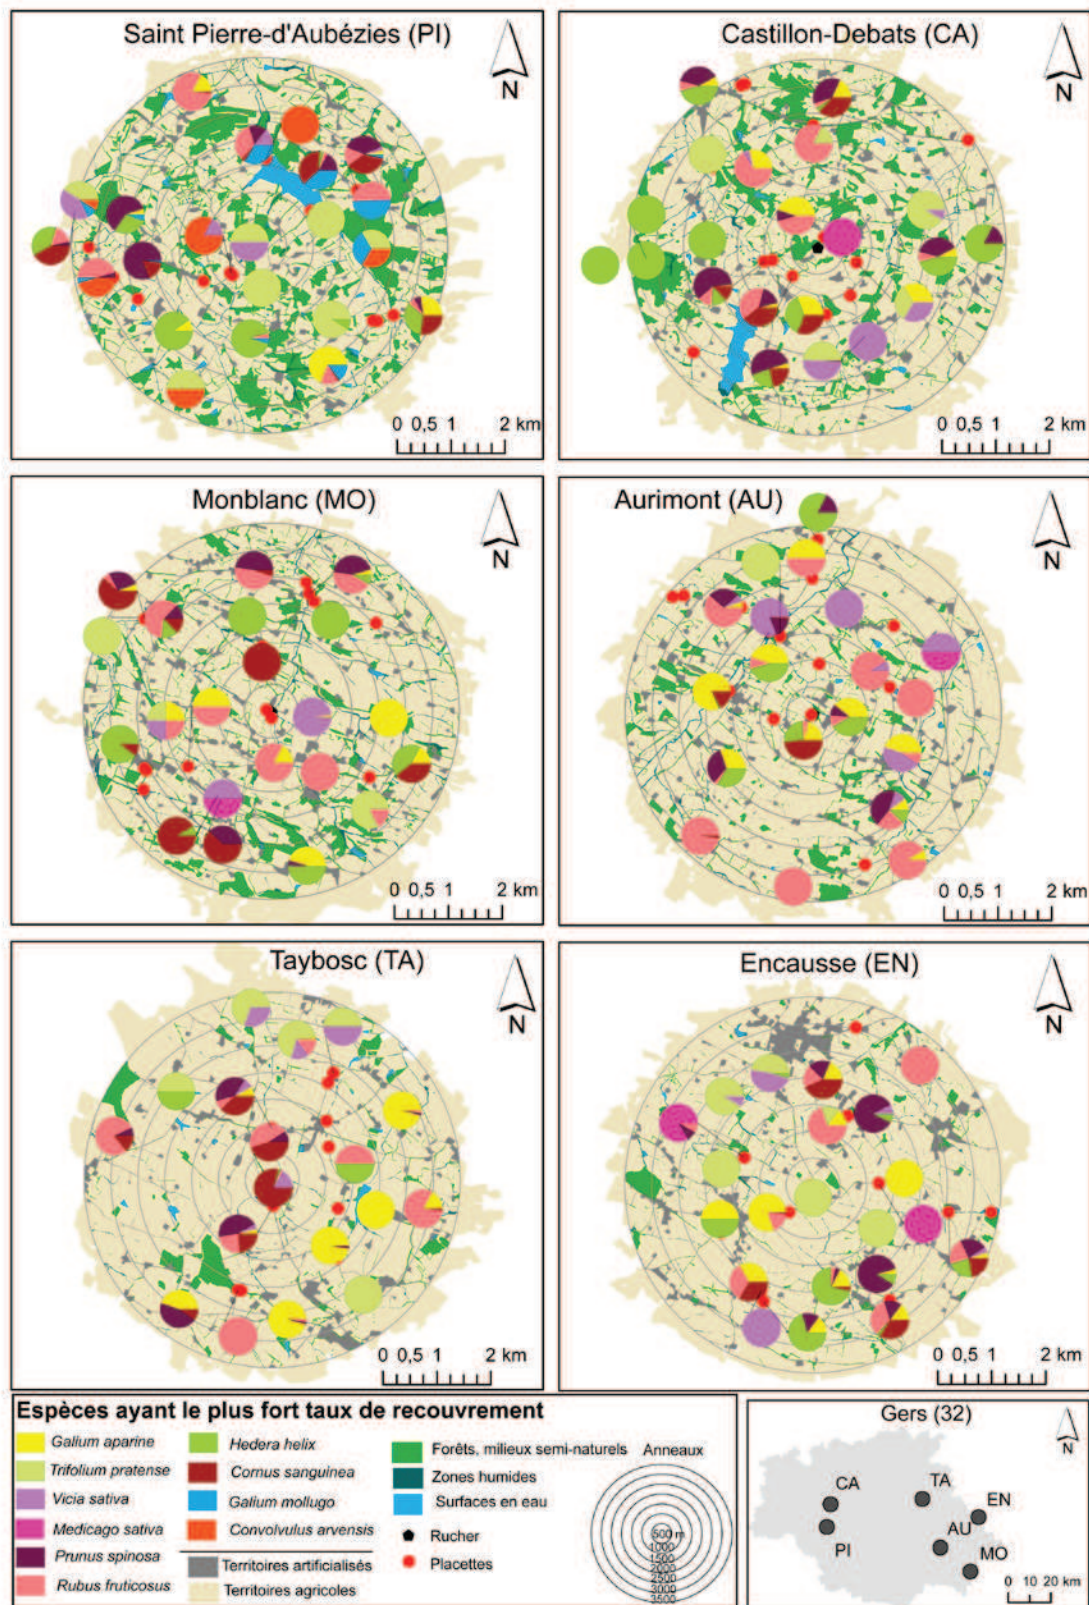 Saint Pierre-d'Aubézies (PI)
N
0 0,5 1 2 km
Castillon-Debats (CA)
N
0 0,5 1 2 km
Monblanc (MO)
N
0 0,5 1 2 km
Aurimont (AU)
N
0 0,5 1 2 km
Taybosc (TA)
N
0 0,5 1 2 km
Encausse (EN)
N
0 0,5 1 2 km
Espèces ayant le plus fort taux de recouvrement
Galium aparine
Trifolium pratense
Vicia sativa
Medicago sativa
Prunus spinosa
Rubus fruticosus
Hedera helix
Cornus sanguinea
Galium mollugo
Convolvulus arvensis
Territoires artificialisés
Territoires agricoles
Forêts, milieux semi-naturels
Zones humides
Surfaces en eau
Rucher
Placettes
Anneaux
500 m
1000
1500
2000
2500
3000
3500
Gers (32)
N
CA
TA
EN
PI
AU
MO
0 10 20 km